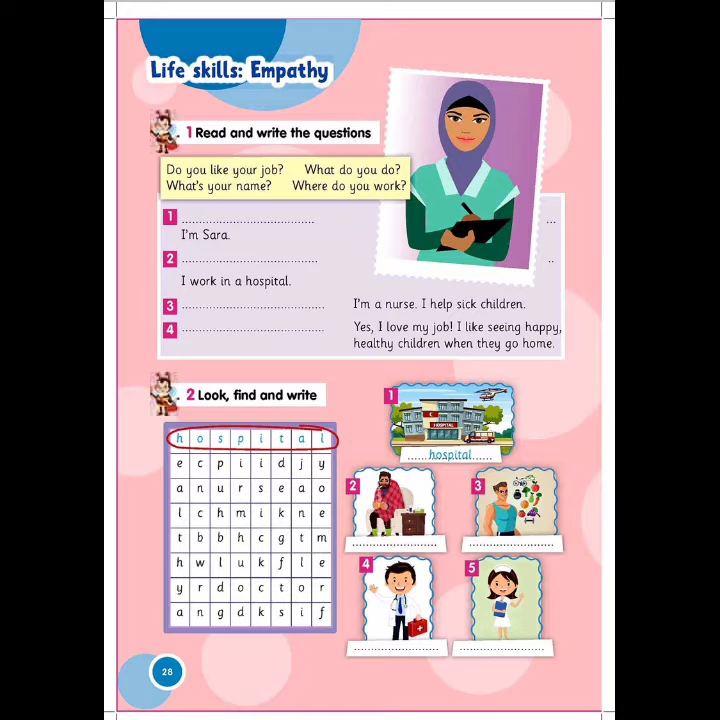 Life skills: Empathy
1 Read and write the questions
Do you like your job? What do you do?
What's your name? Where do you work?
1 ......................................
...
I'm Sara.
2 ......................................
..
I work in a hospital.
3 ......................................
I'm a nurse. I help sick children.
4 ......................................
Yes, I love my job! I like seeing happy,
healthy children when they go home.
2 Look, find and write
h o s p i t a l
e c p i i d j y
a n u r s e a o
l c h m i k n e
t b b h c g t m
h w l u k f l e
y r d o c t o r
a n g d k s i f
1
HOSPITAL
......hospital......
2
..............................
3
..............................
4
..............................
5
..............................
28